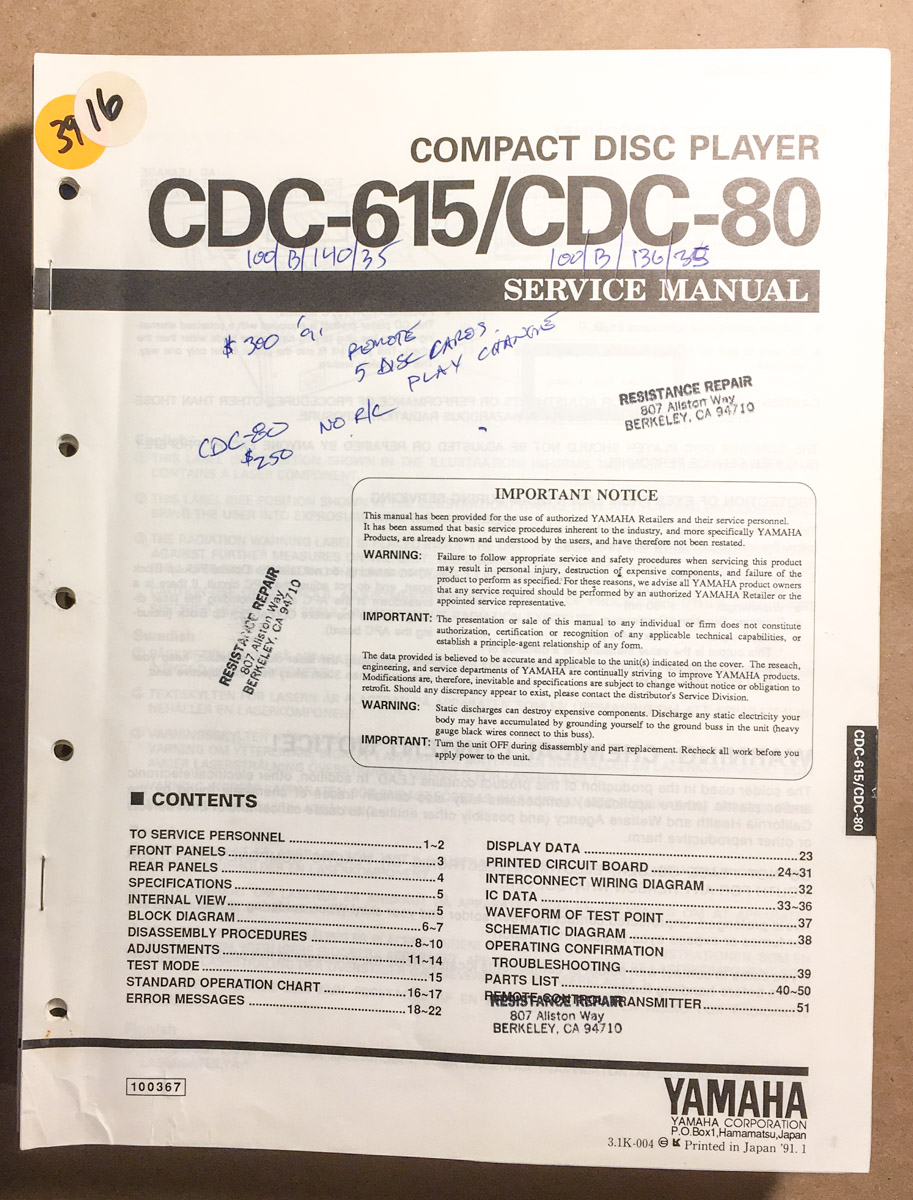 39 16
COMPACT DISC PLAYER
CDC-615/CDC-80
100/B/140/35 100/B/136/35
SERVICE MANUAL
$300 '91 REMOTE
5 DISC CAROS.
PLAY CHANGE
RESISTANCE REPAIR
807 Allston Way
BERKELEY, CA 94710
CDC-80 NO R/C
$250
IMPORTANT NOTICE
This manual has been provided for the use of authorized YAMAHA Retailers and their service personnel.
It has been assumed that basic service procedures inherent to the industry, and more specifically YAMAHA
Products, are already known and understood by the users, and have therefore not been restated.
WARNING: Failure to follow appropriate service and safety procedures when servicing this product
may result in personal injury, destruction of expensive components, and failure of the
product to perform as specified. For these reasons, we advise all YAMAHA product owners
that any service required should be performed by an authorized YAMAHA Retailer or the
appointed service representative.
IMPORTANT: The presentation or sale of this manual to any individual or firm does not constitute
authorization, certification or recognition of any applicable technical capabilities, or
establish a principle-agent relationship of any form.
The data provided is believed to be accurate and applicable to the unit(s) indicated on the cover. The reseach,
engineering, and service departments of YAMAHA are continually striving to improve YAMAHA products.
Modifications are, therefore, inevitable and specifications are subject to change without notice or obligation to
retrofit. Should any discrepancy appear to exist, please contact the distributor's Service Division.
WARNING: Static discharges can destroy expensive components. Discharge any static electricity your
body may have accumulated by grounding yourself to the ground buss in the unit (heavy
gauge black wires connect to this buss).
IMPORTANT: Turn the unit OFF during disassembly and part replacement. Recheck all work before you
apply power to the unit.
RESISTANCE REPAIR
807 Allston Way
BERKELEY, CA 94710
CDC-615/CDC-80
■ CONTENTS
TO SERVICE PERSONNEL ........ 1~2
FRONT PANELS ........ 3
REAR PANELS ........ 4
SPECIFICATIONS ........ 5
INTERNAL VIEW ........ 5
BLOCK DIAGRAM ........ 6~7
DISASSEMBLY PROCEDURES ........ 8~10
ADJUSTMENTS ........ 11~14
TEST MODE ........ 15
STANDARD OPERATION CHART ........ 16~17
ERROR MESSAGES ........ 18~22
DISPLAY DATA ........ 23
PRINTED CIRCUIT BOARD ........ 24~31
INTERCONNECT WIRING DIAGRAM ........ 32
IC DATA ........ 33~36
WAVEFORM OF TEST POINT ........ 37
SCHEMATIC DIAGRAM ........ 38
OPERATING CONFIRMATION
TROUBLESHOOTING ........ 39
PARTS LIST ........ 40~50
REMOTE CONTROL TRANSMITTER ........ 51
RESISTANCE REPAIR
807 Allston Way
BERKELEY, CA 94710
100367
YAMAHA
YAMAHA CORPORATION
P.O.Box1,Hamamatsu,Japan
3.1K-004 Printed in Japan '91. 1